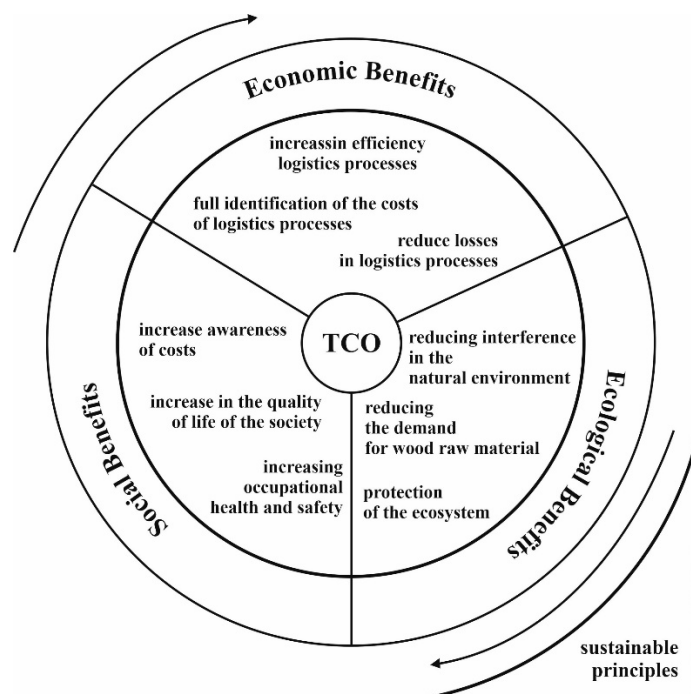 Economic Benefits
increassin efficiency
logistics processes
full identification of the costs
of logistics processes
reduce losses
in logistics processes
TCO
increase awareness
of costs
increase in the quality
of life of the society
increasing
occupational
health and safety
Social Benefits
reducing interference
in the
natural environment
reducing
the demand
for wood raw material
protection
of the ecosystem
Ecological Benefits
sustainable
principles